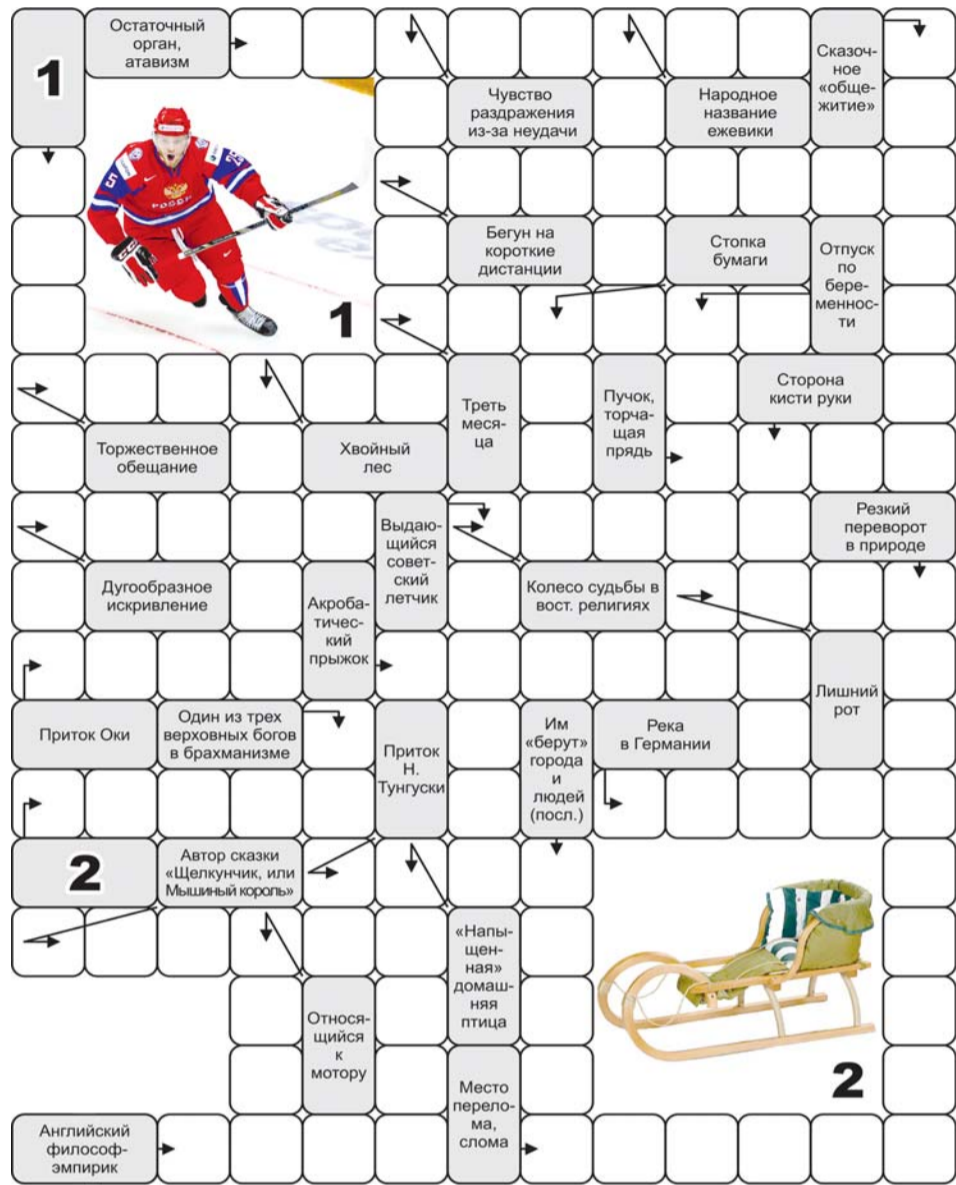 1
Остаточный
орган,
атавизм
Сказоч-
ное
«обще-
житие»
Чувство
раздражения
из-за неудачи
Народное
название
ежевики
Бегун на
короткие
дистанции
Стопка
бумаги
Отпуск
по
бере-
меннос-
ти
25
РОССИ
1
Треть
меся-
ца
Пучок,
торча-
щая
прядь
Сторона
кисти руки
Торжественное
обещание
Хвойный
лес
Выдаю-
щийся
совет-
ский
летчик
Резкий
переворот
в природе
Дугообразное
искривление
Акроба-
тичес-
кий
прыжок
Колесо судьбы в
вост. религиях
Лишний
рот
Приток Оки
Один из трех
верховных богов
в брахманизме
Приток
Н.
Тунгуски
Им
«берут»
города
и
людей
(посл.)
Река
в Германии
2
Автор сказки
«Щелкунчик, или
Мышиный король»
«Напы-
щен-
ная»
домаш-
няя
птица
Относя-
щийся
к
мотору
2
Место
перело-
ма,
слома
Английский
философ-
эмпирик